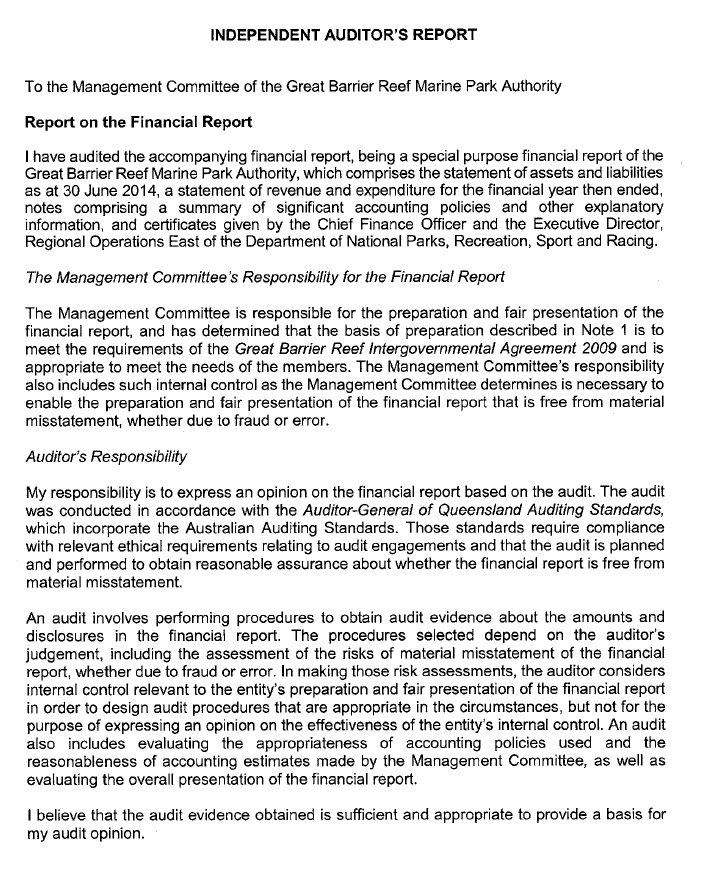 INDEPENDENT AUDITOR'S REPORT
To the Management Committee of the Great Barrier Reef Marine Park Authority
Report on the Financial Report
I have audited the accompanying financial report, being a special purpose financial report of the
Great Barrier Reef Marine Park Authority, which comprises the statement of assets and liabilities
as at 30 June 2014, a statement of revenue and expenditure for the financial year then ended,
notes comprising a summary of significant accounting policies and other explanatory
information, and certificates given by the Chief Finance Officer and the Executive Director,
Regional Operations East of the Department of National Parks, Recreation, Sport and Racing.
The Management Committee's Responsibility for the Financial Report
The Management Committee is responsible for the preparation and fair presentation of the
financial report, and has determined that the basis of preparation described in Note 1 is to
meet the requirements of the Great Barrier Reef Intergovernmental Agreement 2009 and is
appropriate to meet the needs of the members. The Management Committee's responsibility
also includes such internal control as the Management Committee determines is necessary to
enable the preparation and fair presentation of the financial report that is free from material
misstatement, whether due to fraud or error.
Auditor's Responsibility
My responsibility is to express an opinion on the financial report based on the audit. The audit
was conducted in accordance with the Auditor-General of Queensland Auditing Standards,
which incorporate the Australian Auditing Standards. Those standards require compliance
with relevant ethical requirements relating to audit engagements and that the audit is planned
and performed to obtain reasonable assurance about whether the financial report is free from
material misstatement.
An audit involves performing procedures to obtain audit evidence about the amounts and
disclosures in the financial report. The procedures selected depend on the auditor's
judgement, including the assessment of the risks of material misstatement of the financial
report, whether due to fraud or error. In making those risk assessments, the auditor considers
internal control relevant to the entity's preparation and fair presentation of the financial report
in order to design audit procedures that are appropriate in the circumstances, but not for the
purpose of expressing an opinion on the effectiveness of the entity's internal control. An audit
also includes evaluating the appropriateness of accounting policies used and the
reasonableness of accounting estimates made by the Management Committee, as well as
evaluating the overall presentation of the financial report.
I believe that the audit evidence obtained is sufficient and appropriate to provide a basis for
my audit opinion.